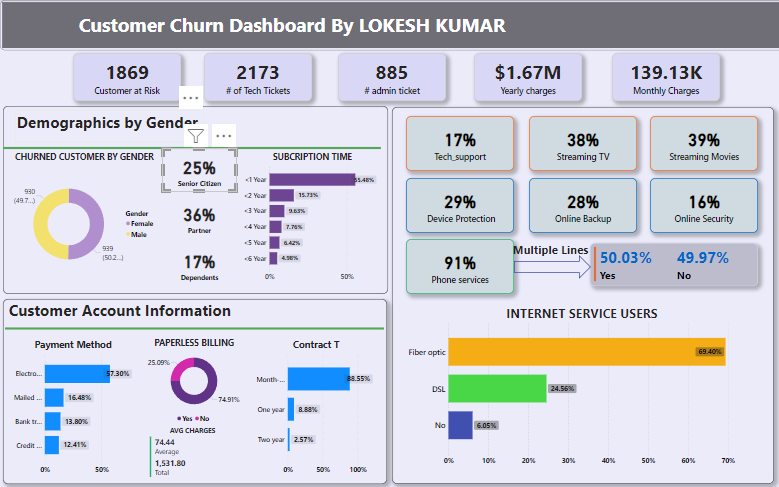 Customer Churn Dashboard By LOKESH KUMAR
1869
Customer at Risk
2173
# of Tech Tickets
885
# admin ticket
$1.67M
Yearly charges
139.13K
Monthly Charges
Demographics by Gender
CHURNED CUSTOMER BY GENDER
930
(49.7...)
939
(50.2...)
Gender
Female
Male
25%
Senior Citizen
36%
Partner
17%
Dependents
SUBCRIPTION TIME
<1 Year 55.48%
<2 Year 15.73%
<3 Year 9.63%
<4 Year 7.76%
<5 Year 6.42%
<6 Year 4.98%
0% 50%
17%
Tech_support
38%
Streaming TV
39%
Streaming Movies
29%
Device Protection
28%
Online Backup
16%
Online Security
91%
Phone services
Multiple Lines
50.03% 49.97%
Yes No
Customer Account Information
Payment Method
Electro... 57.30%
Mailed ... 16.48%
Bank tr... 13.80%
Credit ... 12.41%
0% 50%
PAPERLESS BILLING
25.09%
74.91%
Yes No
AVG CHARGES
74.44
Average
1,531.80
Total
Contract T
Month-... 88.55%
One year 8.88%
Two year 2.57%
0% 50% 100%
INTERNET SERVICE USERS
Fiber optic 69.40%
DSL 24.56%
No 6.05%
0% 10% 20% 30% 40% 50% 60% 70%